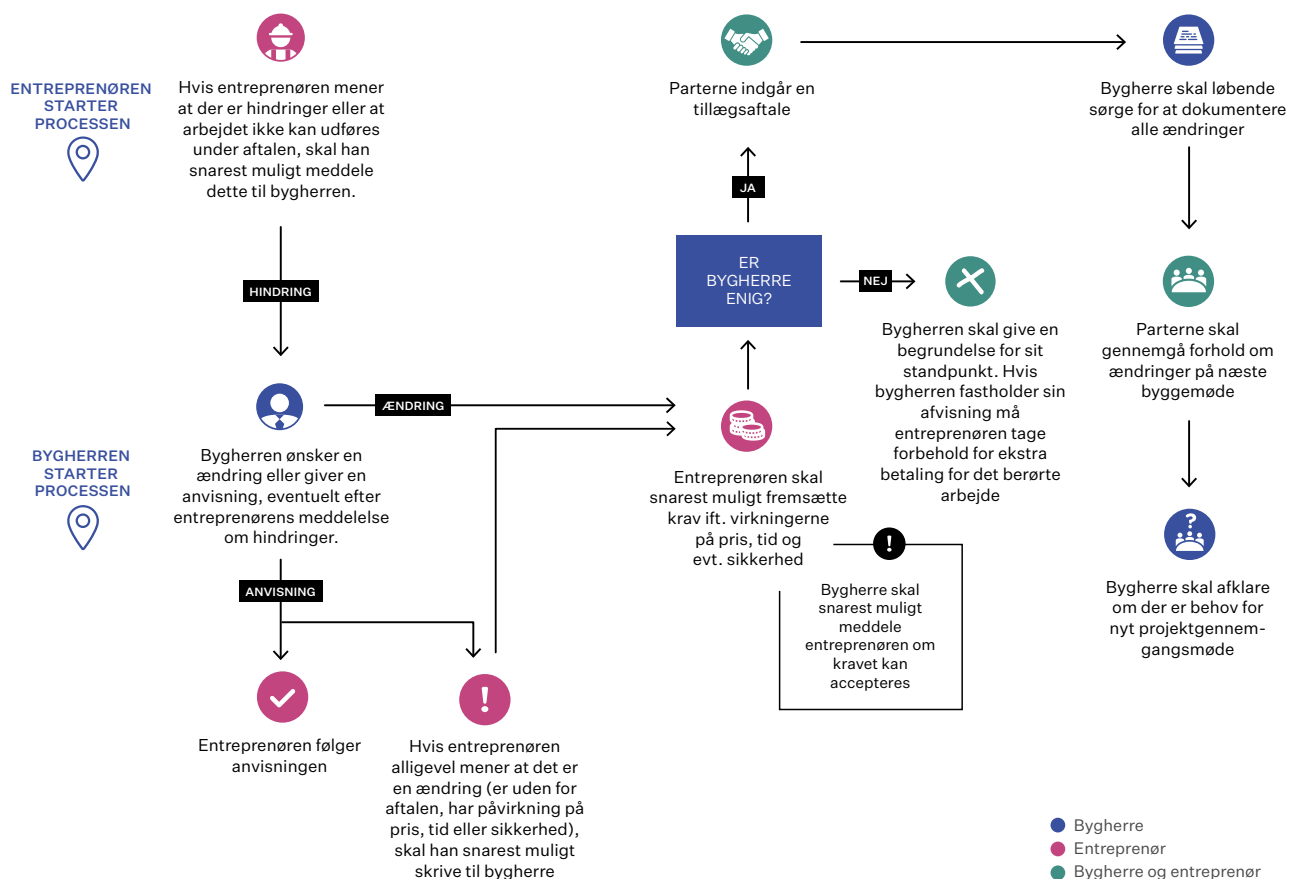 ENTREPRENØREN
STARTER
PROCESSEN
Hvis entreprenøren mener
at der er hindringer eller at
arbejdet ikke kan udføres
under aftalen, skal han
snarest muligt meddele
dette til bygherren.
HINDRING
BYGHERREN
STARTER
PROCESSEN
Bygherren ønsker en
ændring eller giver en
anvisning, eventuelt efter
entreprenørens meddelelse
om hindringer.
ÆNDRING
ANVISNING
Entreprenøren følger
anvisningen
Hvis entreprenøren
alligevel mener at det er
en ændring (er uden for
aftalen, har påvirkning på
pris, tid eller sikkerhed),
skal han snarest muligt
skrive til bygherre
Entreprenøren skal
snarest muligt fremsætte
krav ift. virkningerne
på pris, tid og
evt. sikkerhed
!
Bygherre skal
snarest muligt
meddele
entreprenøren om
kravet kan
accepteres
ER
BYGHERRE
ENIG?
JA
Parterne indgår en
tillægsaftale
NEJ
Bygherren skal give en
begrundelse for sit
standpunkt. Hvis
bygherren fastholder sin
afvisning må
entreprenøren tage
forbehold for ekstra
betaling for det berørte
arbejde
Bygherre skal løbende
sørge for at dokumentere
alle ændringer
Parterne skal
gennemgå forhold om
ændringer på næste
byggemøde
?
Bygherre skal afklare
om der er behov for
nyt projektgennem-
gangsmøde
Bygherre
Entreprenør
Bygherre og entreprenør